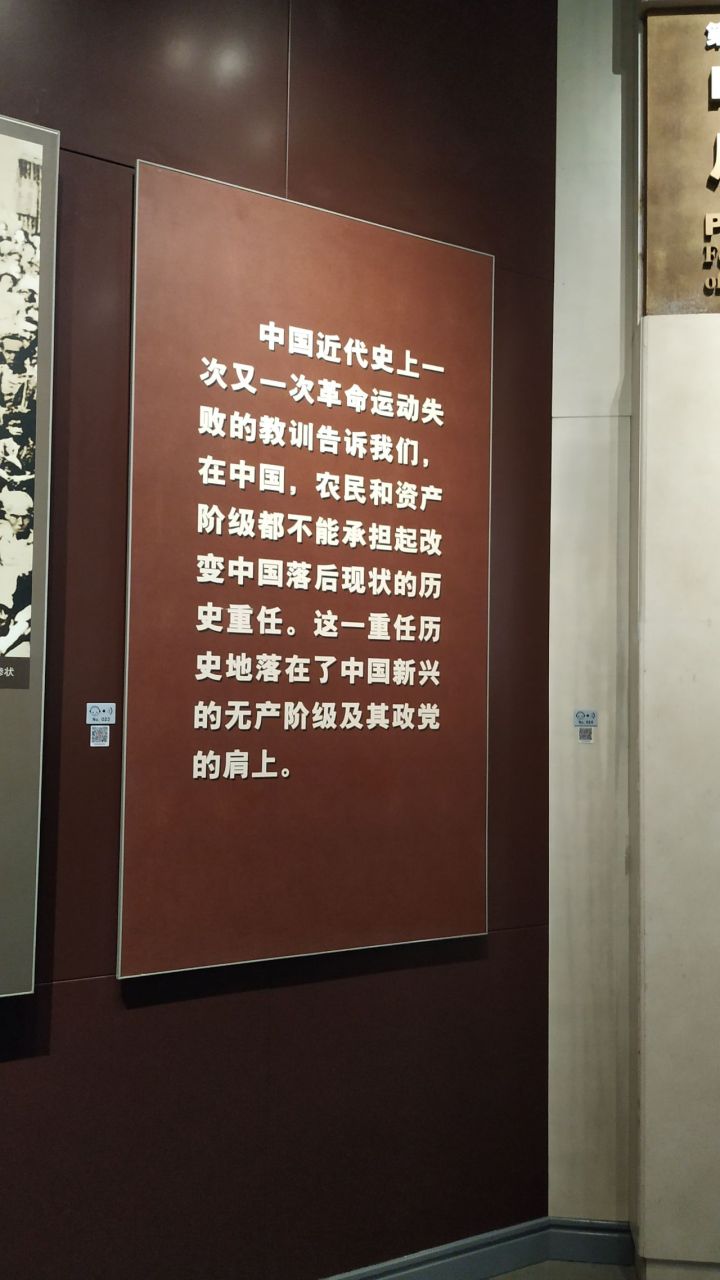 中国近代史上一
次又一次革命运动失
败的教训告诉我们，
在中国，农民和资产
阶级都不能承担起改
变中国落后现状的历
史重任。这一重任历
史地落在了中国新兴
的无产阶级及其政党
的肩上。
No. 023